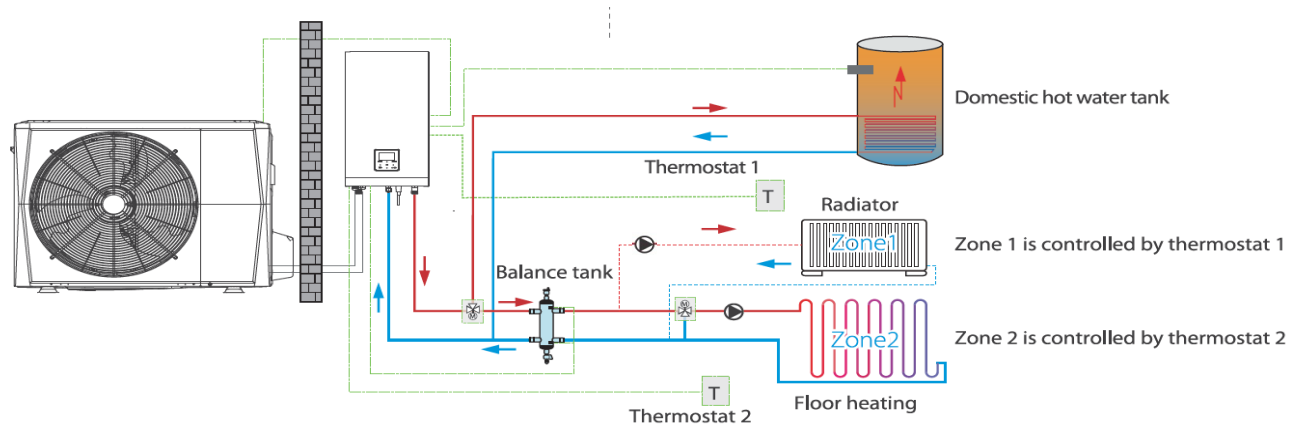 Domestic hot water tank
Thermostat 1
T
Radiator
Zone1
Zone 1 is controlled by thermostat 1
Balance tank
M
M
Zone2
Zone 2 is controlled by thermostat 2
T
Floor heating
Thermostat 2